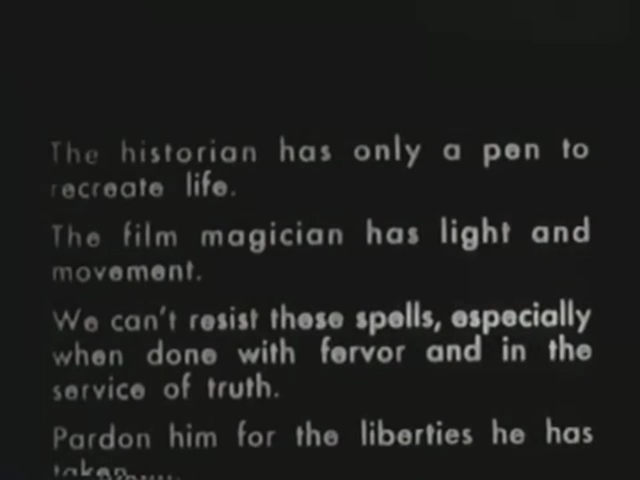 The historian has only a pen to
recreate life.
The film magician has light and
movement.
We can't resist these spells, especially
when done with fervor and in the
service of truth.
Pardon him for the liberties he has
taken.....